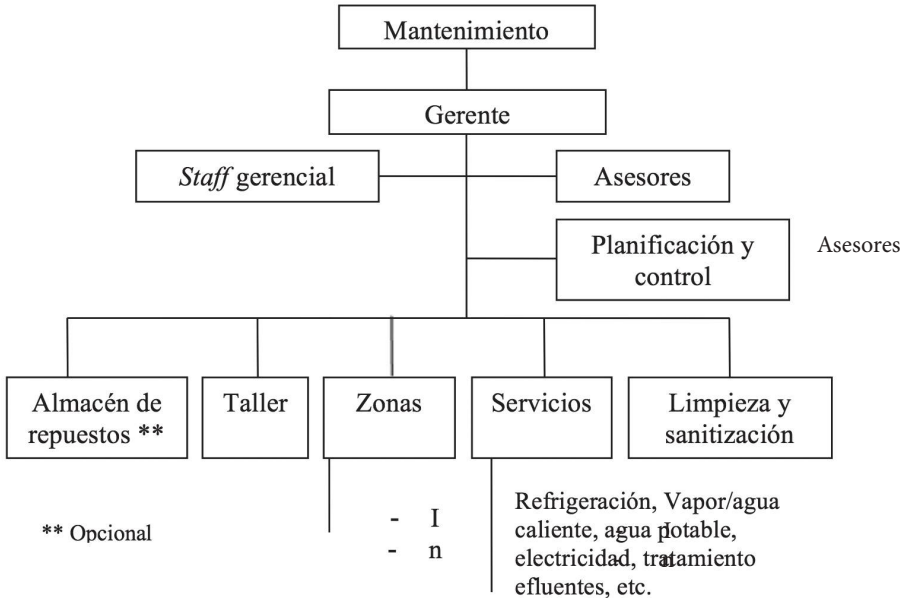 Mantenimiento
Gerente
Staff gerencial
Asesores
Planificación y
control
Asesores
Almacén de
repuestos **
Taller
Zonas
Servicios
Limpieza y
sanitización
** Opcional
- I
- n
Refrigeración, Vapor/agua
caliente, agua potable,
electricidad, tratamiento
efluentes, etc.
- I
- n